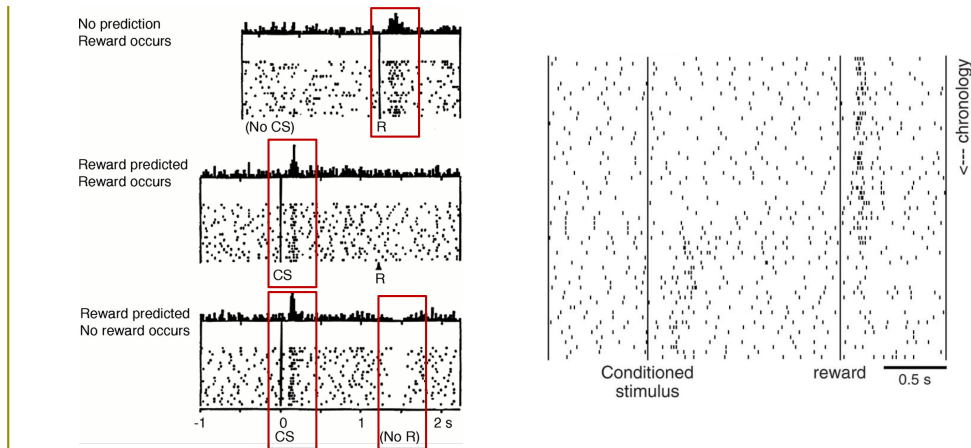 No prediction
Reward occurs
(No CS)
R
Reward predicted
Reward occurs
CS
R
Reward predicted
No reward occurs
-1
0
1
2 s
CS
(No R)
<--- chronology
Conditioned
stimulus
reward
0.5 s